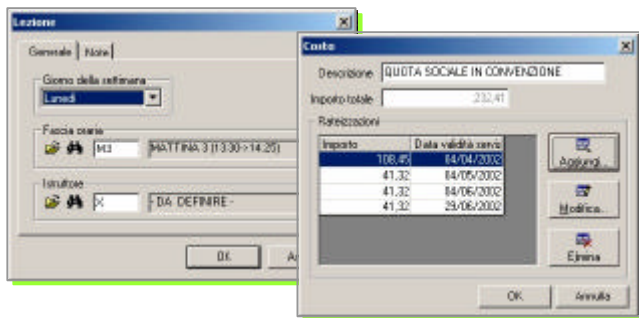 Lezione
Generale
Note
Giorno della settimana
Lunedì
Fascia oraria
M3
MATTINA 3 (13:30->14:25)
Istruttore
X
- DA DEFINIRE -
OK
A
Costo
Descrizione QUOTA SOCIALE IN CONVENZIONE
Importo totale 232,41
Rateizzazioni
Importo Data validità servizi
108,45 04/04/2002
41,32 04/05/2002
41,32 04/06/2002
41,32 29/06/2002
Aggiungi...
Modifica...
Elimina
OK Annulla